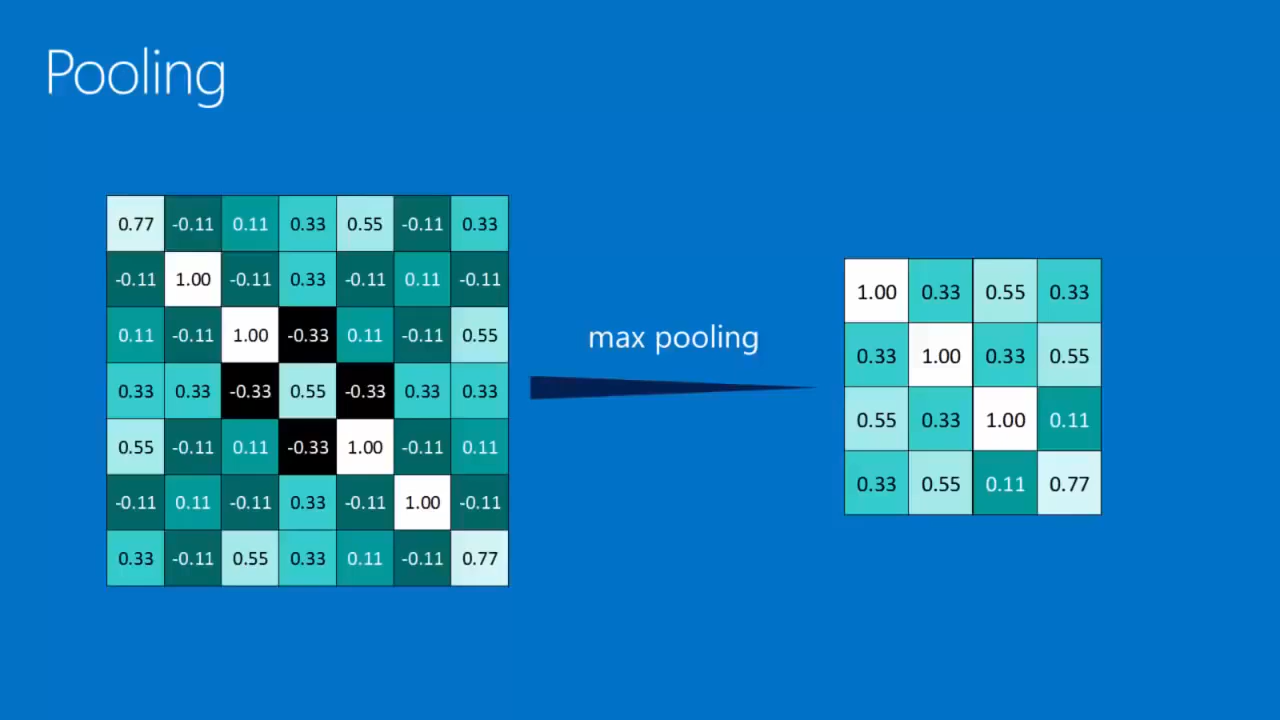 Pooling
0.77 -0.11 0.11 0.33 0.55 -0.11 0.33
-0.11 1.00 -0.11 0.33 -0.11 0.11 -0.11
0.11 -0.11 1.00 -0.33 0.11 -0.11 0.55
0.33 0.33 -0.33 0.55 -0.33 0.33 0.33
0.55 -0.11 0.11 -0.33 1.00 -0.11 0.11
-0.11 0.11 -0.11 0.33 -0.11 1.00 -0.11
0.33 -0.11 0.55 0.33 0.11 -0.11 0.77
max pooling
1.00 0.33 0.55 0.33
0.33 1.00 0.33 0.55
0.55 0.33 1.00 0.11
0.33 0.55 0.11 0.77